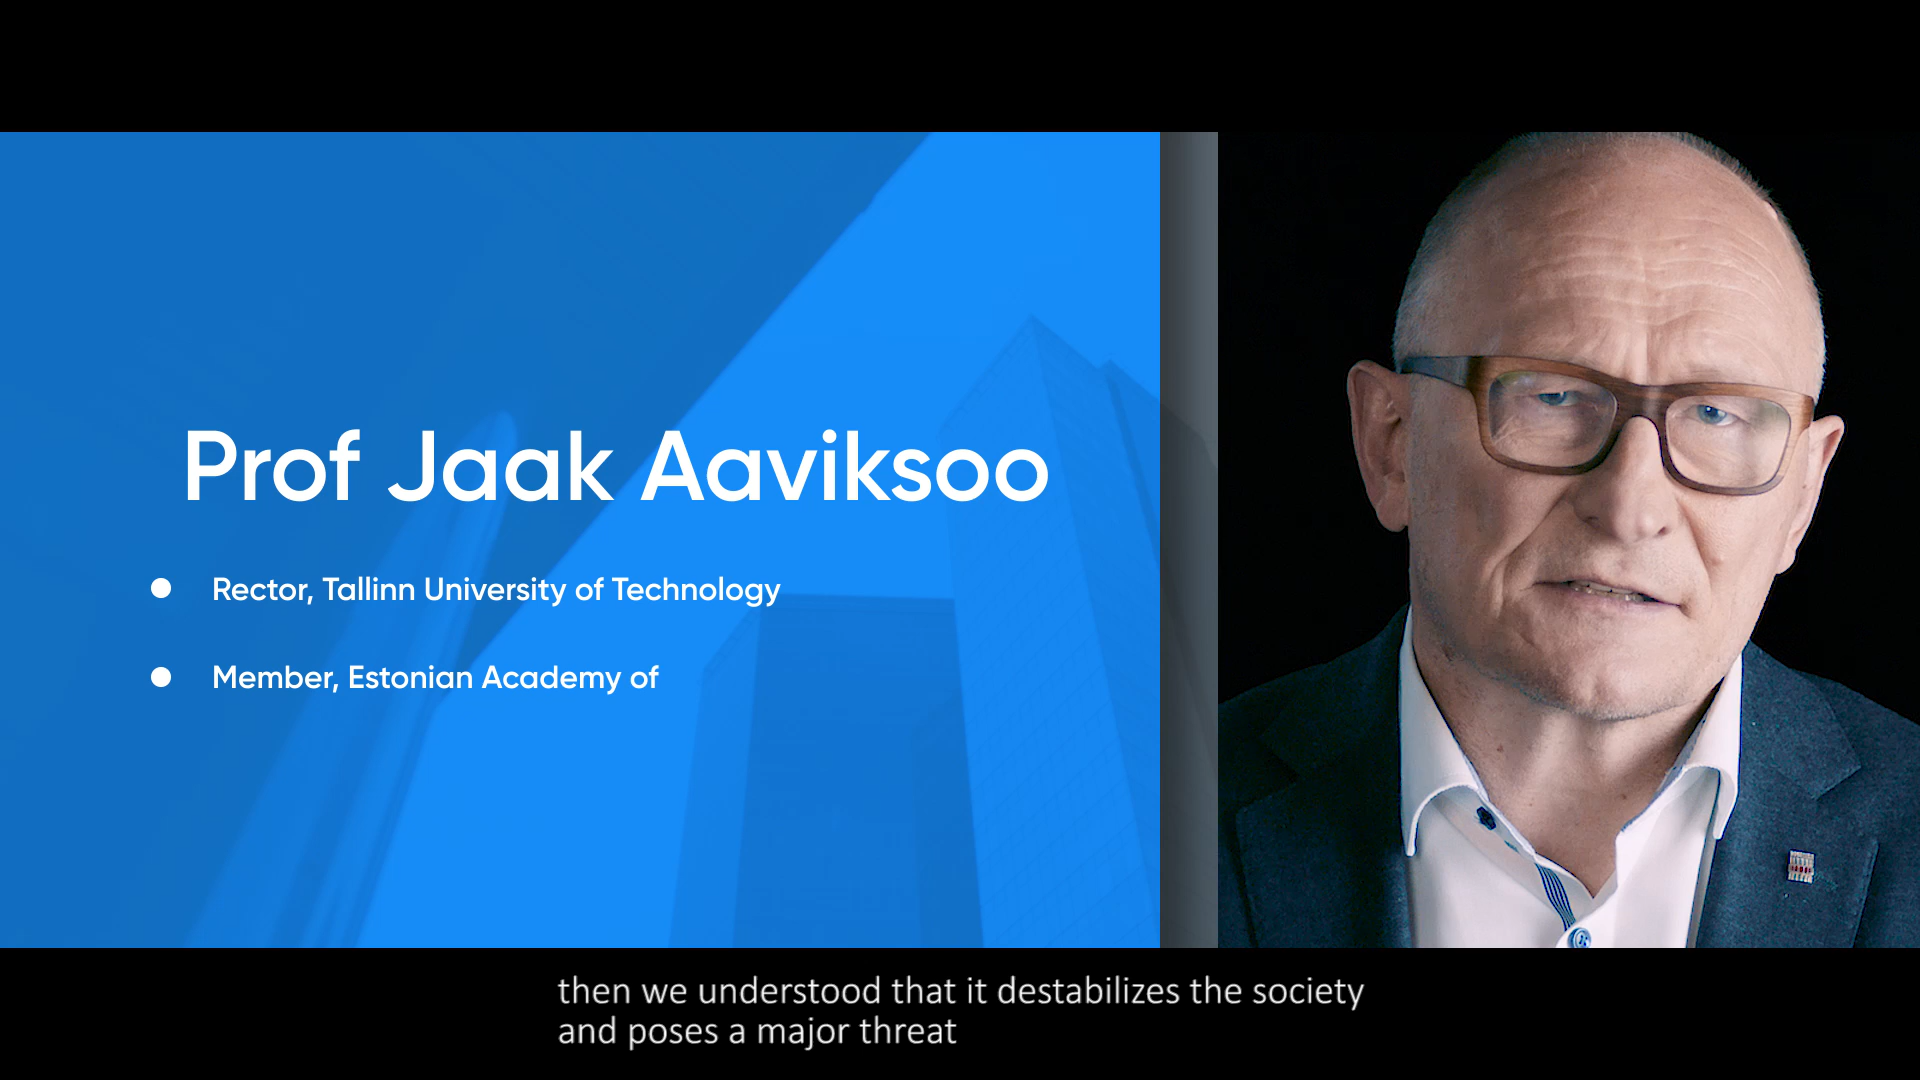 Prof Jaak Aaviksoo
Rector, Tallinn University of Technology
Member, Estonian Academy of
then we understood that it destabilizes the society
and poses a major threat